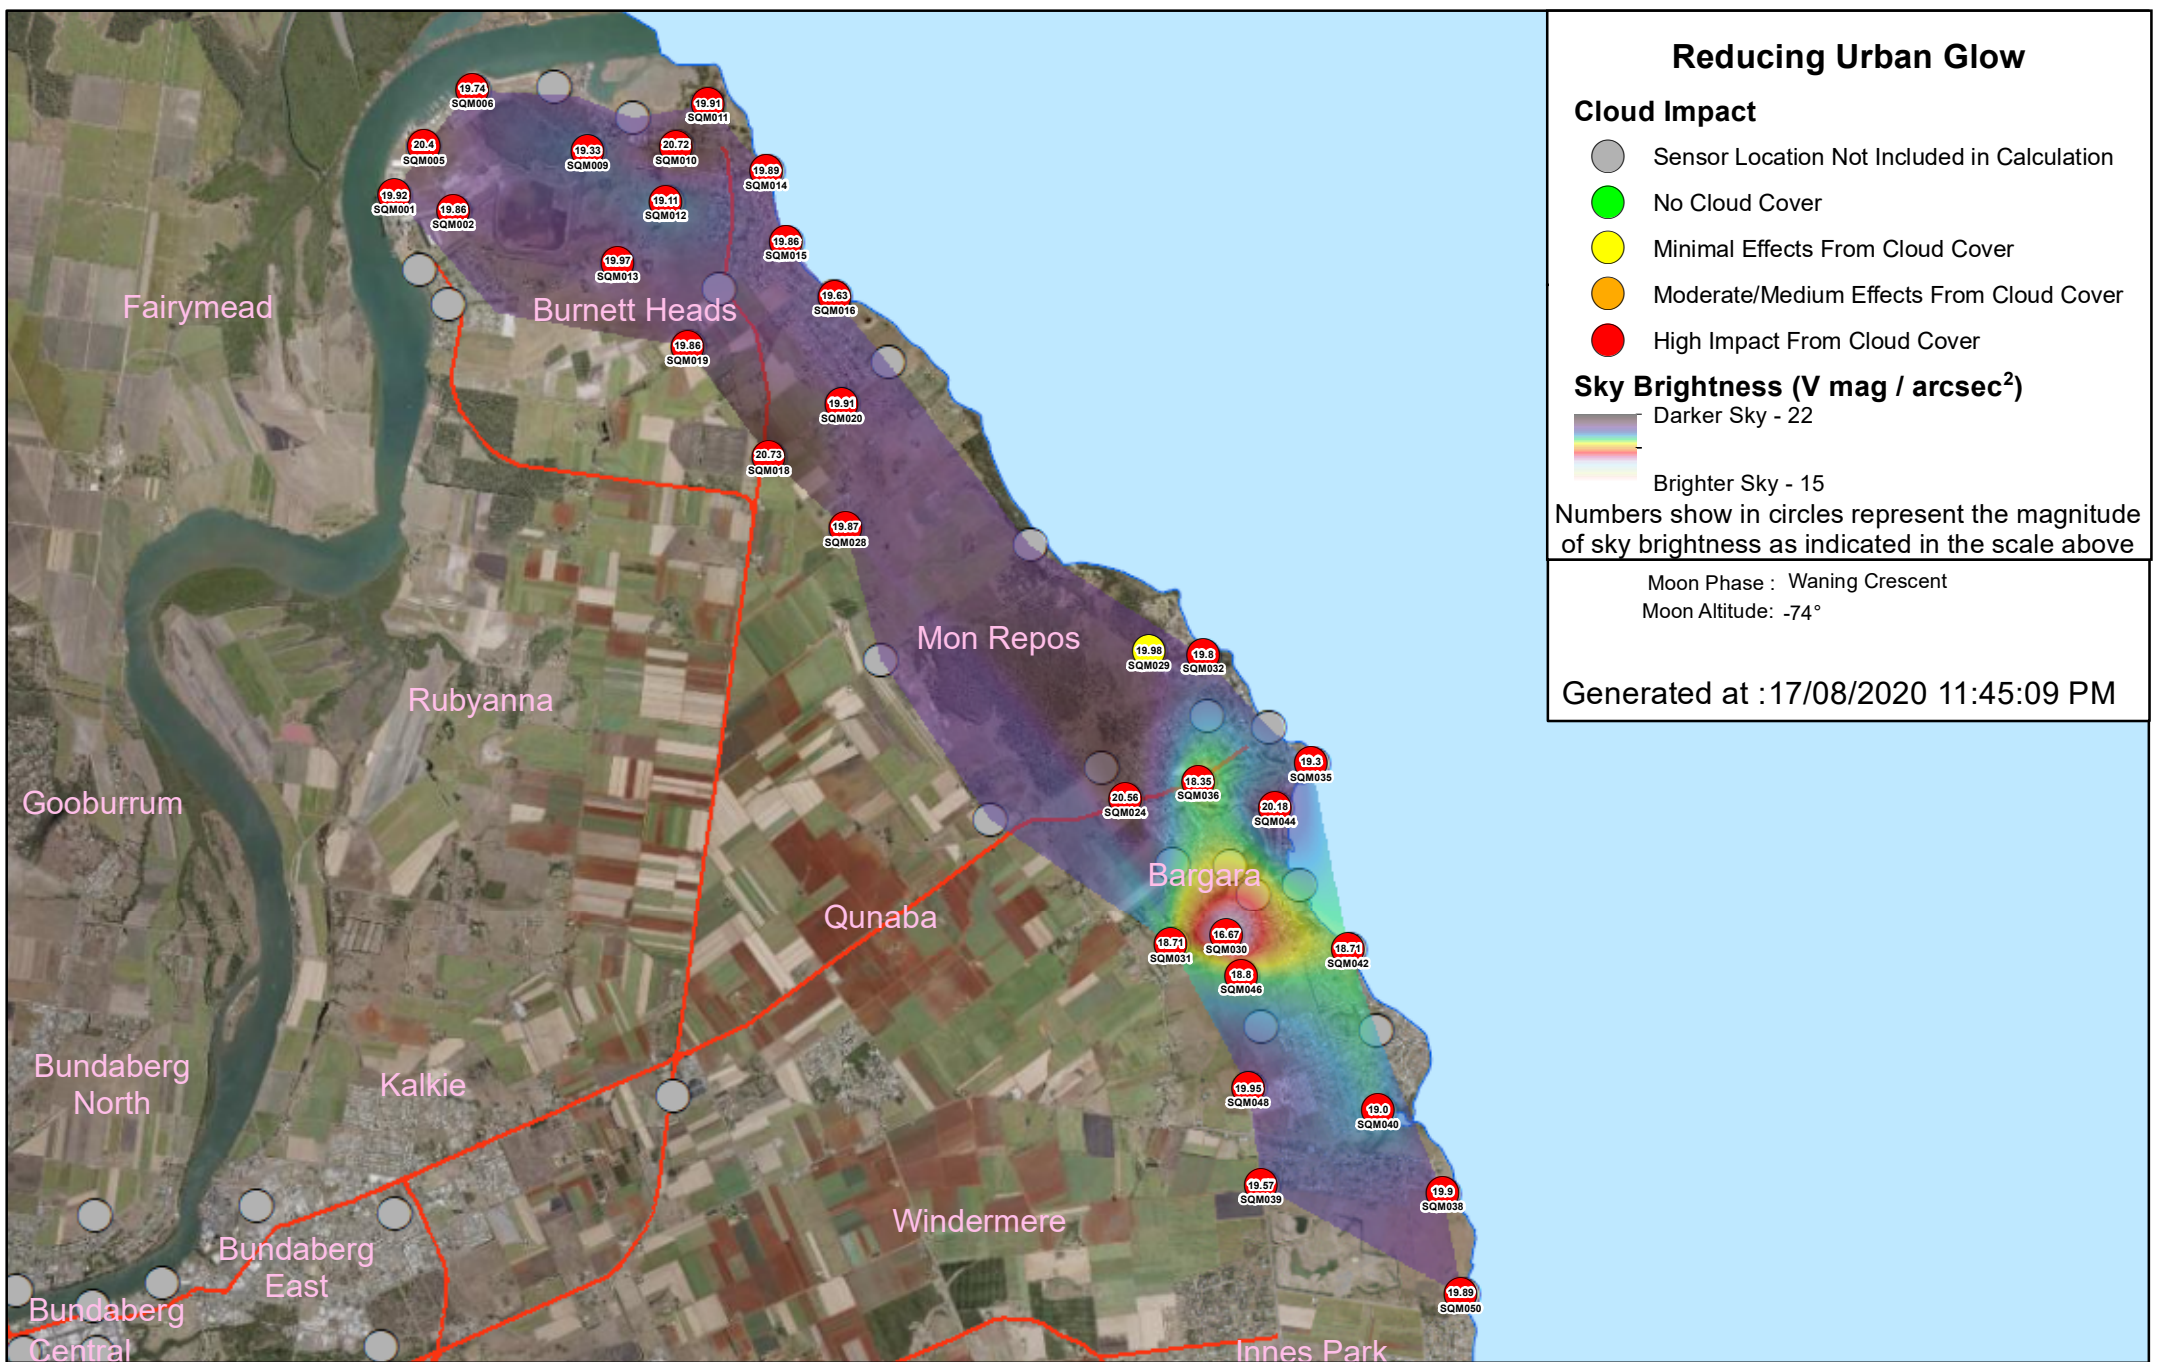 Reducing Urban Glow
Cloud Impact
Sensor Location Not Included in Calculation
No Cloud Cover
Minimal Effects From Cloud Cover
Moderate/Medium Effects From Cloud Cover
High Impact From Cloud Cover
Sky Brightness (V mag / arcsec²)
Darker Sky - 22
Brighter Sky - 15
Numbers show in circles represent the magnitude
of sky brightness as indicated in the scale above
Moon Phase : Waning Crescent
Moon Altitude: -74°
Generated at :17/08/2020 11:45:09 PM
19.74
SQM006
19.91
SQM011
20.4
SQM005
19.33
SQM009
20.72
SQM010
19.89
SQM014
19.92
SQM001
19.86
SQM002
19.11
SQM012
19.86
SQM015
19.97
SQM013
Fairymead
Burnett Heads
19.63
SQM016
19.86
SQM019
19.91
SQM020
20.73
SQM018
19.87
SQM028
Mon Repos
19.98
SQM029
19.8
SQM032
Rubyanna
19.3
SQM035
18.35
SQM036
20.56
SQM024
20.18
SQM044
Gooburrum
Bargara
Qunaba
16.67
SQM030
18.71
SQM031
18.71
SQM042
18.8
SQM046
Bundaberg
North
Kalkie
19.95
SQM048
19.0
SQM040
19.57
SQM039
19.9
SQM038
Windermere
Bundaberg
East
19.89
SQM050
Bundaberg
Central
Innes Park